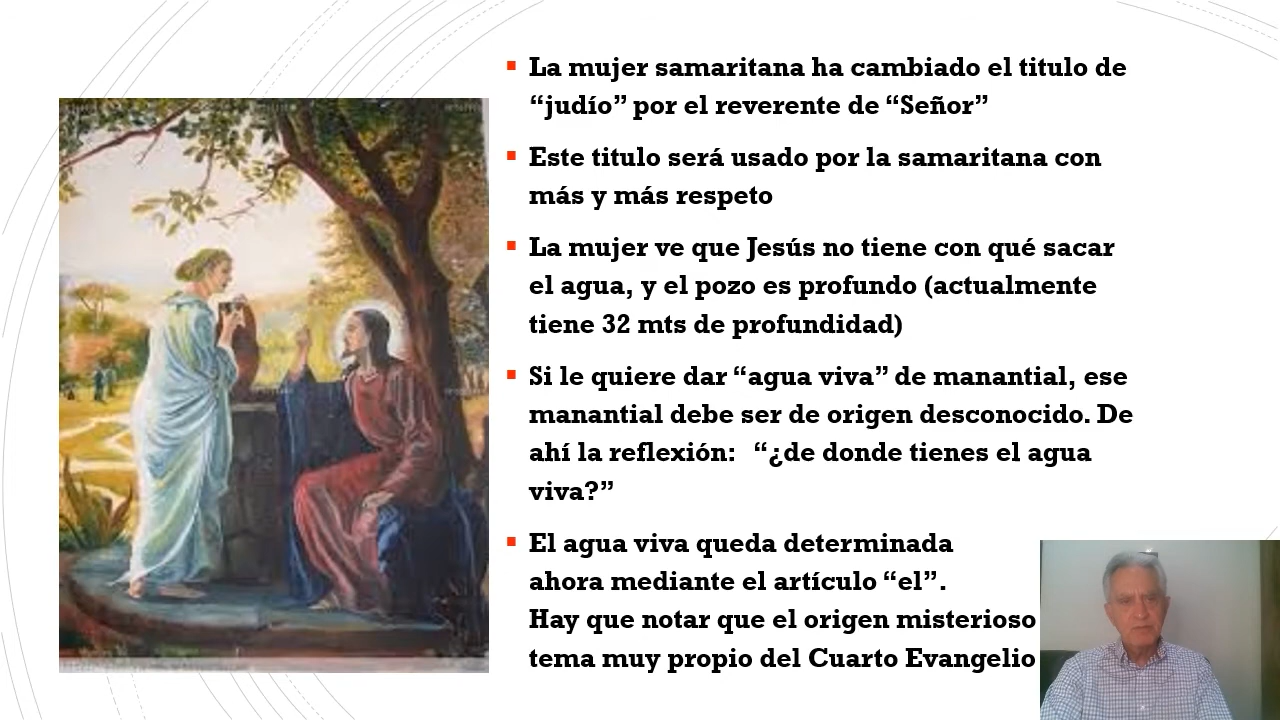 La mujer samaritana ha cambiado el titulo de
“judío” por el reverente de “Señor”
Este titulo será usado por la samaritana con
más y más respeto
La mujer ve que Jesús no tiene con qué sacar
el agua, y el pozo es profundo (actualmente
tiene 32 mts de profundidad)
Si le quiere dar “agua viva” de manantial, ese
manantial debe ser de origen desconocido. De
ahí la reflexión: “¿de donde tienes el agua
viva?”
El agua viva queda determinada
ahora mediante el artículo “el”.
Hay que notar que el origen misterioso
tema muy propio del Cuarto Evangelio